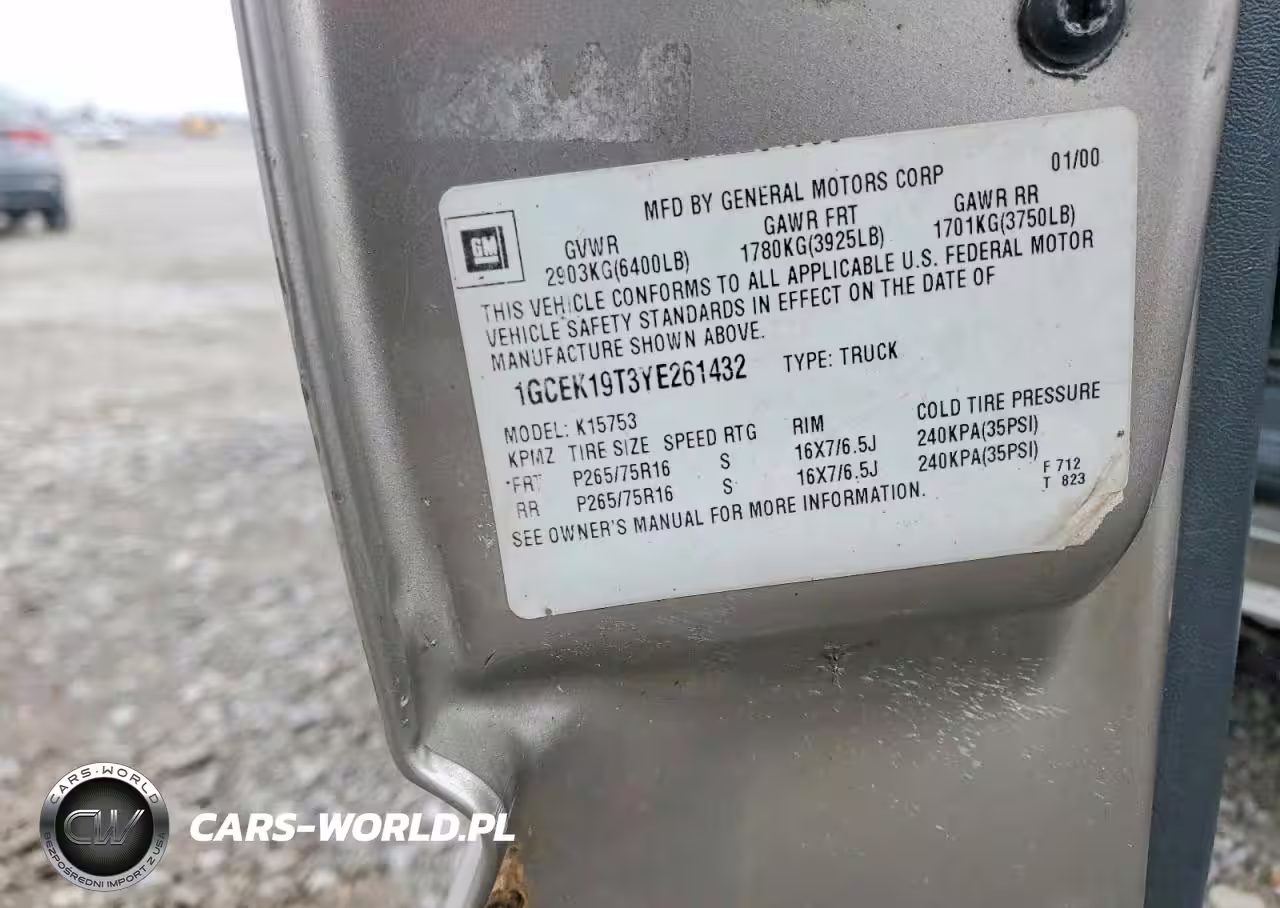 MFD BY GENERAL MOTORS CORP 01/00
GM
GVWR GAWR FRT GAWR RR
2903KG(6400LB) 1780KG(3925LB) 1701KG(3750LB)
THIS VEHICLE CONFORMS TO ALL APPLICABLE U.S. FEDERAL MOTOR
VEHICLE SAFETY STANDARDS IN EFFECT ON THE DATE OF
MANUFACTURE SHOWN ABOVE.
1GCEK19T3YE261432 TYPE: TRUCK
MODEL: K15753
KPMZ TIRE SIZE SPEED RTG RIM COLD TIRE PRESSURE
FRT P265/75R16 S 16X7/6.5J 240KPA(35PSI)
RR P265/75R16 S 16X7/6.5J 240KPA(35PSI)
SEE OWNER'S MANUAL FOR MORE INFORMATION.
F 712
T 823
CARS-WORLD
CW
BEZPOŚREDNI IMPORT Z USA
CARS-WORLD.PL